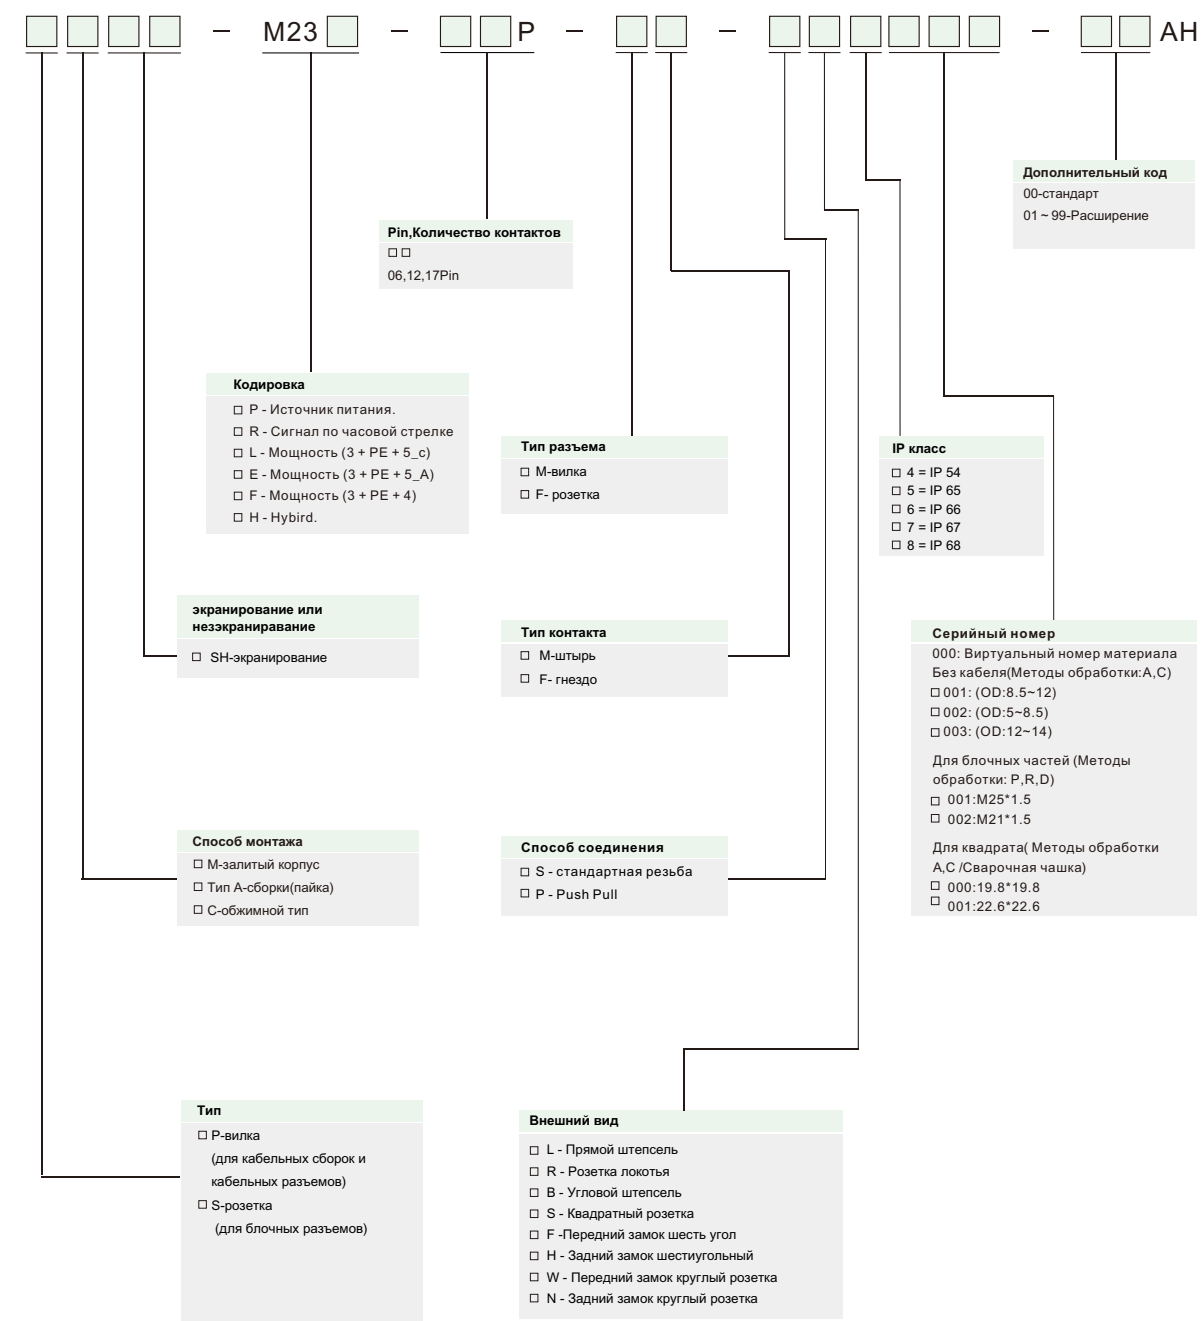 – M23 – P – – – AH
Дополнительный код
00-стандарт
01 ~ 99-Расширение
Pin,Количество контактов
06,12,17Pin
Кодировка
P - Источник питания.
R - Сигнал по часовой стрелке
L - Мощность (3 + PE + 5_c)
E - Мощность (3 + PE + 5_A)
F - Мощность (3 + PE + 4)
H - Hybird.
Тип разъема
M-вилка
F- розетка
IP класс
4 = IP 54
5 = IP 65
6 = IP 66
7 = IP 67
8 = IP 68
экранирование или
незэкранираваниe
SH-экранирование
Тип контакта
M-штырь
F- гнездо
Серийный номер
000: Виртуальный номер материала
Без кабеля(Методы обработки:A,C)
001: (OD:8.5~12)
002: (OD:5~8.5)
003: (OD:12~14)
Для блочных частей (Методы
обработки: P,R,D)
001:M25*1.5
002:M21*1.5
Для квадрата( Методы обработки
A,C /Сварочная чашка)
000:19.8*19.8
001:22.6*22.6
Способ монтажа
M-залитый корпус
Тип A-сборки(пайка)
C-обжимной тип
Способ соединения
S - стандартная резьба
P - Push Pull
Тип
P-вилка
(для кабельных сборок и
кабельных разъемов)
S-розетка
(для блочных разъемов)
Внешний вид
L - Прямой штепсель
R - Розетка локотья
B - Угловой штепсель
S - Квадратный розетка
F -Передний замок шесть угол
H - Задний замок шестиугольный
W - Передний замок круглый розетка
N - Задний замок круглый розетка